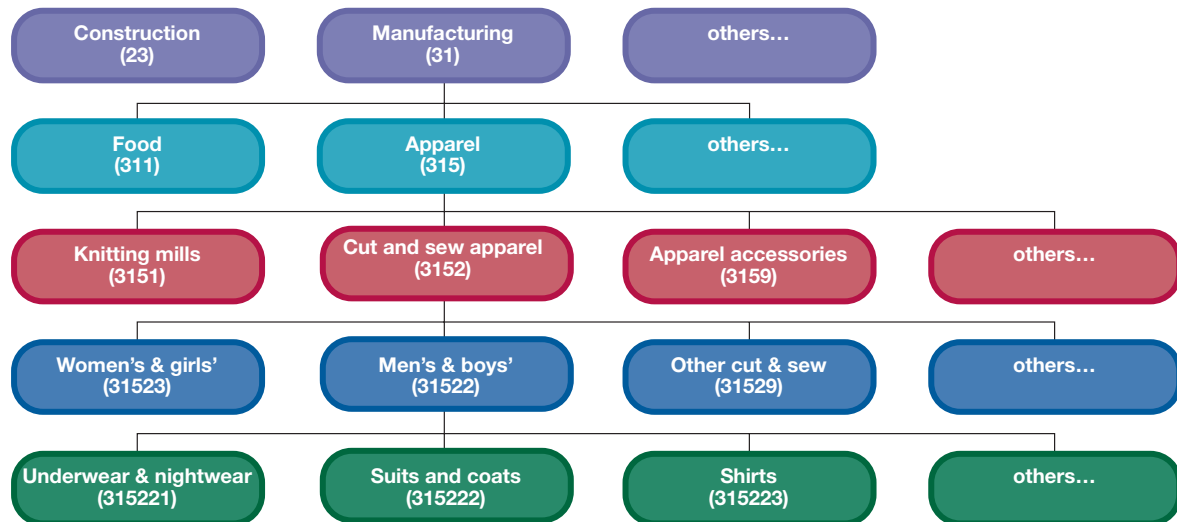 Construction
(23)
Manufacturing
(31)
others…
Food
(311)
Apparel
(315)
others…
Knitting mills
(3151)
Cut and sew apparel
(3152)
Apparel accessories
(3159)
others…
Women’s & girls’
(31523)
Men’s & boys’
(31522)
Other cut & sew
(31529)
others…
Underwear & nightwear
(315221)
Suits and coats
(315222)
Shirts
(315223)
others…